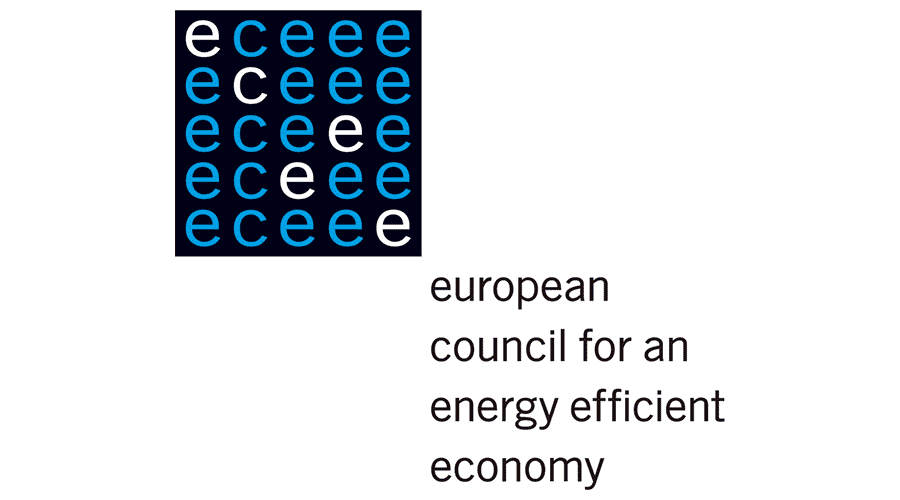 eceee
eceee
eceee
eceee
eceee
european
council for an
energy efficient
economy